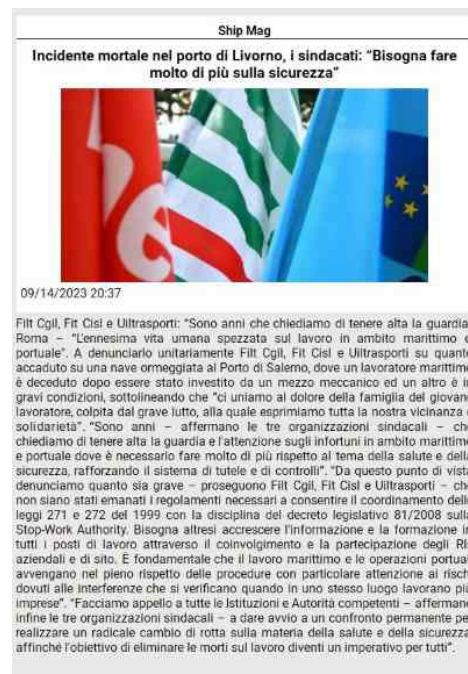 Ship Mag
Incidente mortale nel porto di Livorno, i sindacati: “Bisogna fare
molto di più sulla sicurezza”
09/14/2023 20:37
Filt Cgil, Fit Cisl e Uiltrasporti: “Sono anni che chiediamo di tenere alta la guardia
Roma – “L’ennesima vita umana spezzata sul lavoro in ambito marittimo e
portuale”. A denunciarlo unitariamente Filt Cgil, Fit Cisl e Uiltrasporti su quanto
accaduto su una nave ormeggiata al Porto di Salerno, dove un lavoratore marittimo
è deceduto dopo essere stato investito da un mezzo meccanico ed un altro è in
gravi condizioni, sottolineando che “ci uniamo al dolore della famiglia del giovane
lavoratore, colpita dal grave lutto, alla quale esprimiamo tutta la nostra vicinanza e
solidarietà”. “Sono anni – affermano le tre organizzazioni sindacali – che
chiediamo di tenere alta la guardia e l’attenzione sugli infortuni in ambito marittimo
e portuale dove è necessario fare molto di più rispetto al tema della salute e della
sicurezza, rafforzando il sistema di tutele e di controlli”. “Da questo punto di vista
denunciamo quanto sia grave – proseguono Filt Cgil, Fit Cisl e Uiltrasporti – che
non siano stati emanati i regolamenti necessari a consentire il coordinamento delle
leggi 271 e 272 del 1999 con la disciplina del decreto legislativo 81/2008 sulla
Stop-Work Authority. Bisogna altresì accrescere l’informazione e la formazione in
tutti i posti di lavoro attraverso il coinvolgimento e la partecipazione degli Rls
aziendali e di sito. È fondamentale che il lavoro marittimo e le operazioni portuali
avvengano nel pieno rispetto delle procedure con particolare attenzione ai rischi
dovuti alle interferenze che si verificano quando in uno stesso luogo lavorano più
imprese”. “Facciamo appello a tutte le Istituzioni e Autorità competenti – affermano
infine le tre organizzazioni sindacali – a dare avvio a un confronto permanente per
realizzare un radicale cambio di rotta sulla materia della salute e della sicurezza
affinché l’obiettivo di eliminare le morti sul lavoro diventi un imperativo per tutti”.